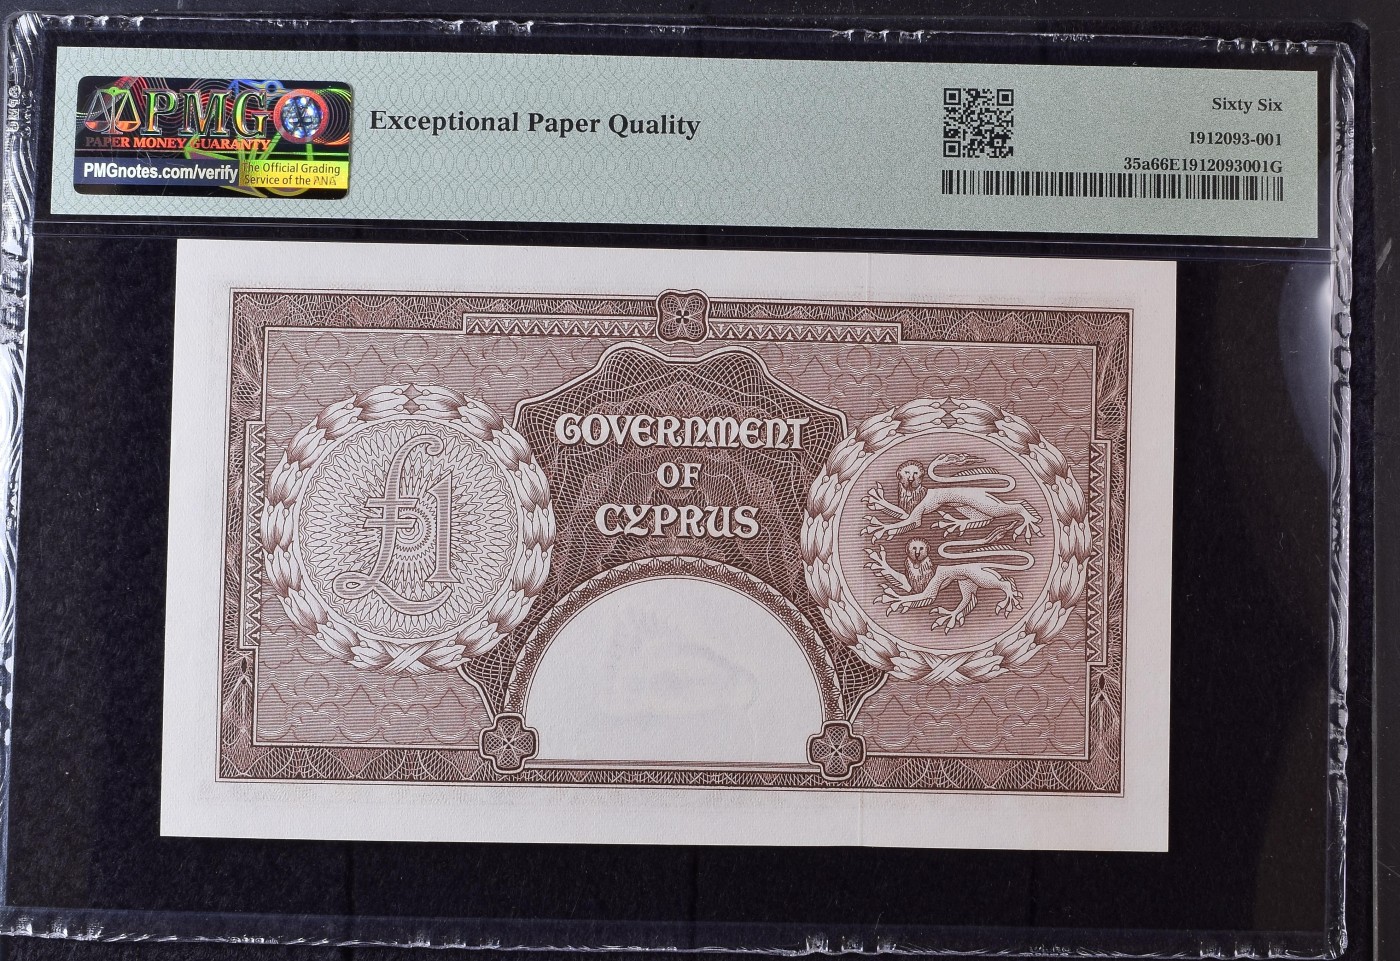 PMG
PAPER MONEY GUARANTY
PMGnotes.com/verify
The Official Grading
Service of the ANA
Exceptional Paper Quality
Sixty Six
1912093-001
35a66E1912093001G
GOVERNMENT
OF
CYPRUS
£1